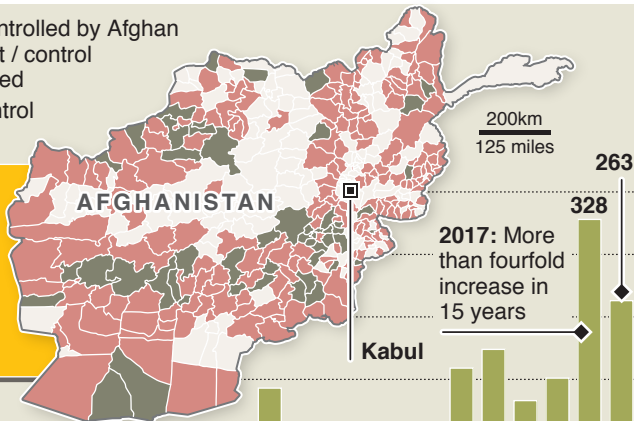 ntrolled by Afghan
t / control
ed
ntrol
AFGHANISTAN
200km
125 miles
263
328
2017: More
than fourfold
increase in
15 years
Kabul